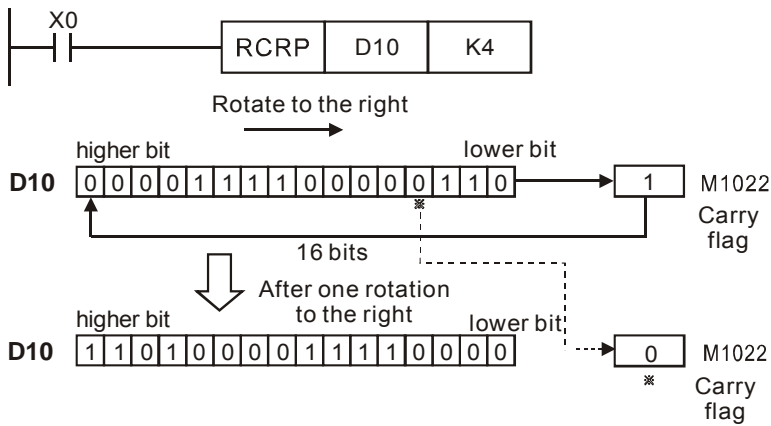 X0
RCRP D10 K4
Rotate to the right
higher bit lower bit
D10 0 0 0 0 1 1 1 1 0 0 0 0 0 1 1 0 1 M1022
※
Carry
flag
16 bits
After one rotation
to the right
higher bit lower bit
D10 1 1 0 1 0 0 0 0 1 1 1 1 0 0 0 0 0 M1022
※
Carry
flag